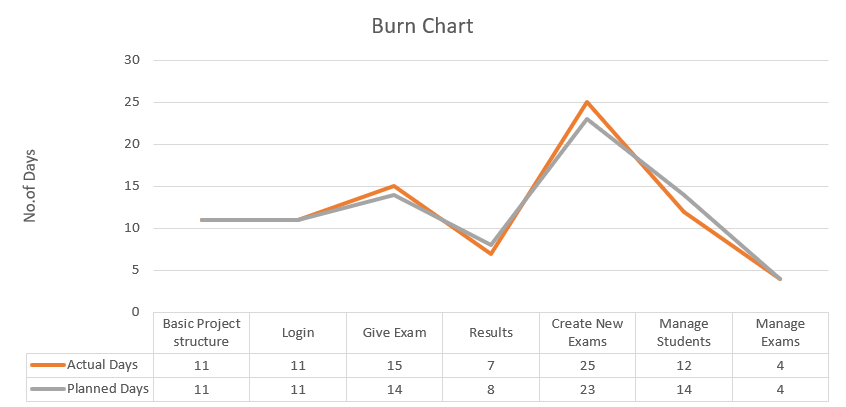 Burn Chart
30
25
20
15
10
5
0
No.of Days
Basic Project structure Login Give Exam Results Create New Exams Manage Students Manage Exams
Actual Days 11 11 15 7 25 12 4
Planned Days 11 11 14 8 23 14 4